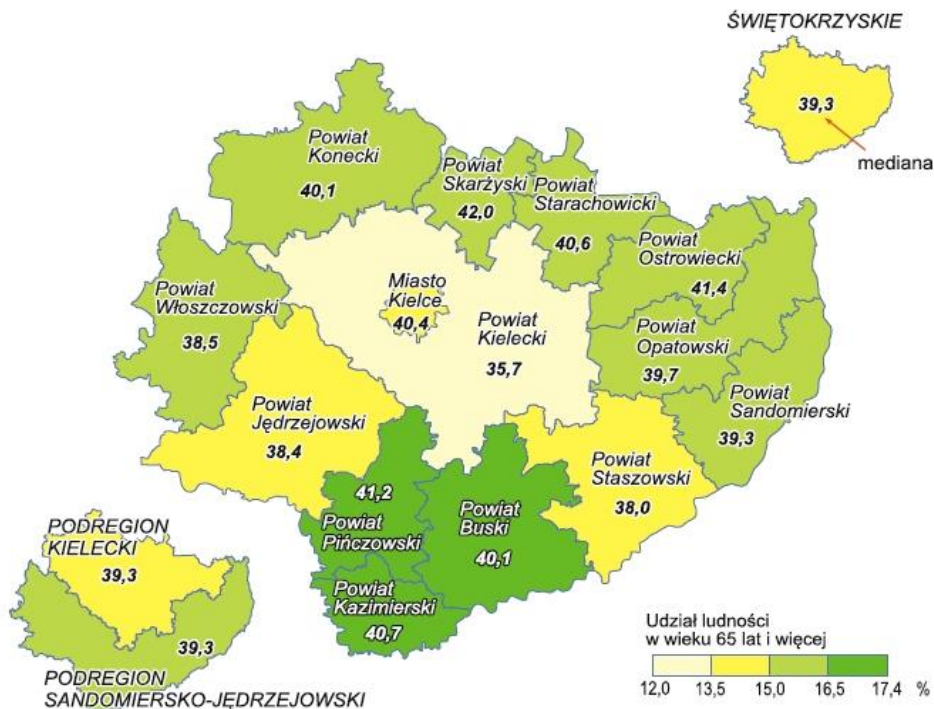 ŚWIĘTOKRZYSKIE
39,3
mediana
Powiat
Konecki
40,1
Powiat
Skarżyski
42,0
Powiat
Starachowicki
40,6
Powiat
Ostrowiecki
41,4
Miasto
Kielce
40,4
Powiat
Włoszczowski
38,5
Powiat
Kielecki
35,7
Powiat
Opatowski
39,7
Powiat
Sandomierski
39,3
Powiat
Jędrzejowski
38,4
Powiat
Staszowski
38,0
41,2
Powiat
Pińczowski
Powiat
Buski
40,1
Powiat
Kazimierski
40,7
PODREGION
KIELECKI
39,3
39,3
PODREGION
SANDOMIERSKO-JĘDRZEJOWSKI
Udział ludności
w wieku 65 lat i więcej
12,0 13,5 15,0 16,5 17,4 %